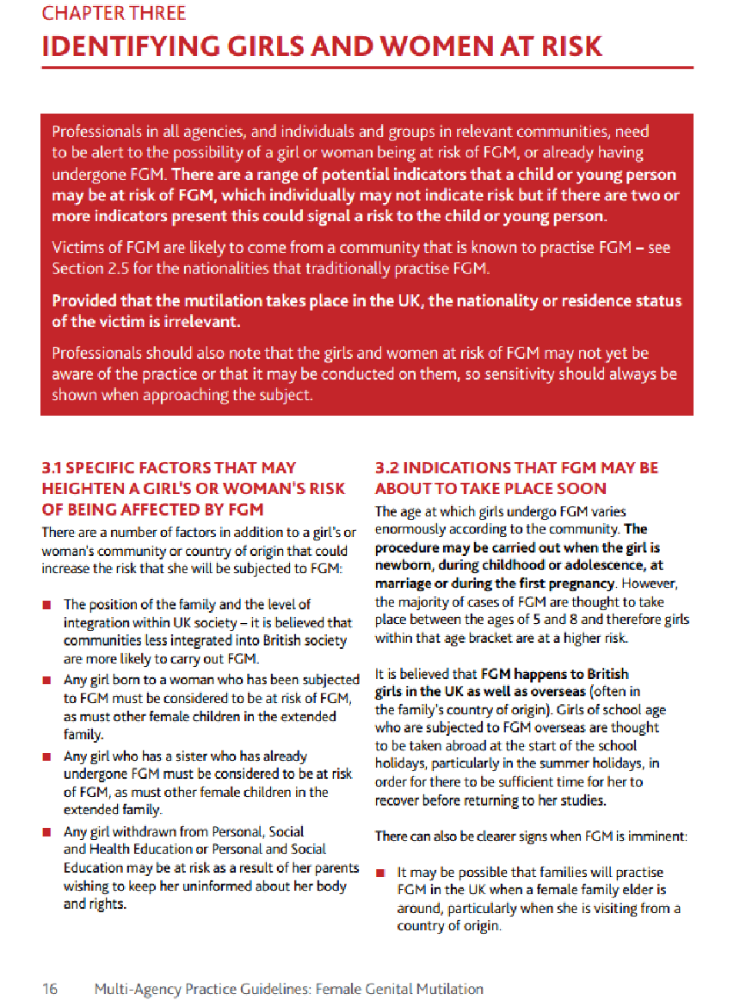 CHAPTER THREE
IDENTIFYING GIRLS AND WOMEN AT RISK
Professionals in all agencies, and individuals and groups in relevant communities, need
to be alert to the possibility of a girl or woman being at risk of FGM, or already having
undergone FGM. There are a range of potential indicators that a child or young person
may be at risk of FGM, which individually may not indicate risk but if there are two or
more indicators present this could signal a risk to the child or young person.
Victims of FGM are likely to come from a community that is known to practise FGM – see
Section 2.5 for the nationalities that traditionally practise FGM.
Provided that the mutilation takes place in the UK, the nationality or residence status
of the victim is irrelevant.
Professionals should also note that the girls and women at risk of FGM may not yet be
aware of the practice or that it may be conducted on them, so sensitivity should always be
shown when approaching the subject.
3.1 SPECIFIC FACTORS THAT MAY
HEIGHTEN A GIRL'S OR WOMAN'S RISK
OF BEING AFFECTED BY FGM
There are a number of factors in addition to a girl's or
woman's community or country of origin that could
increase the risk that she will be subjected to FGM:
■ The position of the family and the level of
integration within UK society – it is believed that
communities less integrated into British society
are more likely to carry out FGM.
■ Any girl born to a woman who has been subjected
to FGM must be considered to be at risk of FGM,
as must other female children in the extended
family.
■ Any girl who has a sister who has already
undergone FGM must be considered to be at risk
of FGM, as must other female children in the
extended family.
■ Any girl withdrawn from Personal, Social
and Health Education or Personal and Social
Education may be at risk as a result of her parents
wishing to keep her uninformed about her body
and rights.
3.2 INDICATIONS THAT FGM MAY BE
ABOUT TO TAKE PLACE SOON
The age at which girls undergo FGM varies
enormously according to the community. The
procedure may be carried out when the girl is
newborn, during childhood or adolescence, at
marriage or during the first pregnancy. However,
the majority of cases of FGM are thought to take
place between the ages of 5 and 8 and therefore girls
within that age bracket are at a higher risk.
It is believed that FGM happens to British
girls in the UK as well as overseas (often in
the family's country of origin). Girls of school age
who are subjected to FGM overseas are thought
to be taken abroad at the start of the school
holidays, particularly in the summer holidays, in
order for there to be sufficient time for her to
recover before returning to her studies.
There can also be clearer signs when FGM is imminent:
■ It may be possible that families will practise
FGM in the UK when a female family elder is
around, particularly when she is visiting from a
country of origin.
16 Multi-Agency Practice Guidelines: Female Genital Mutilation